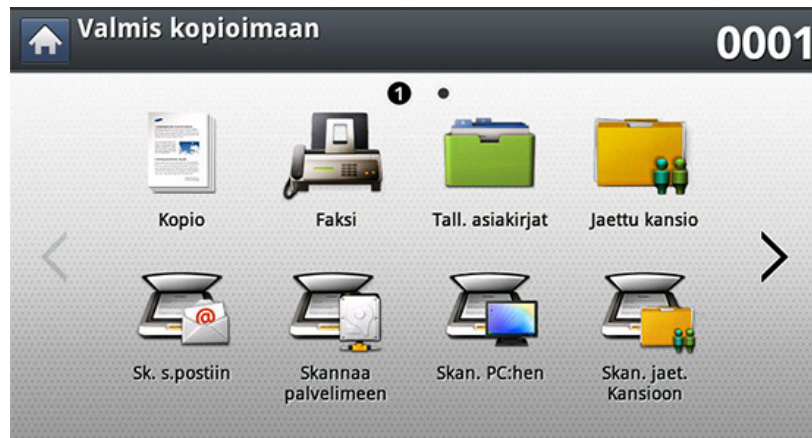 Valmis kopioimaan
0001
1
Kopio
Faksi
Tall. asiakirjat
Jaettu kansio
Sk. s.postiin
Skannaa
palvelimeen
Skan. PC:hen
Skan. jaet.
Kansioon